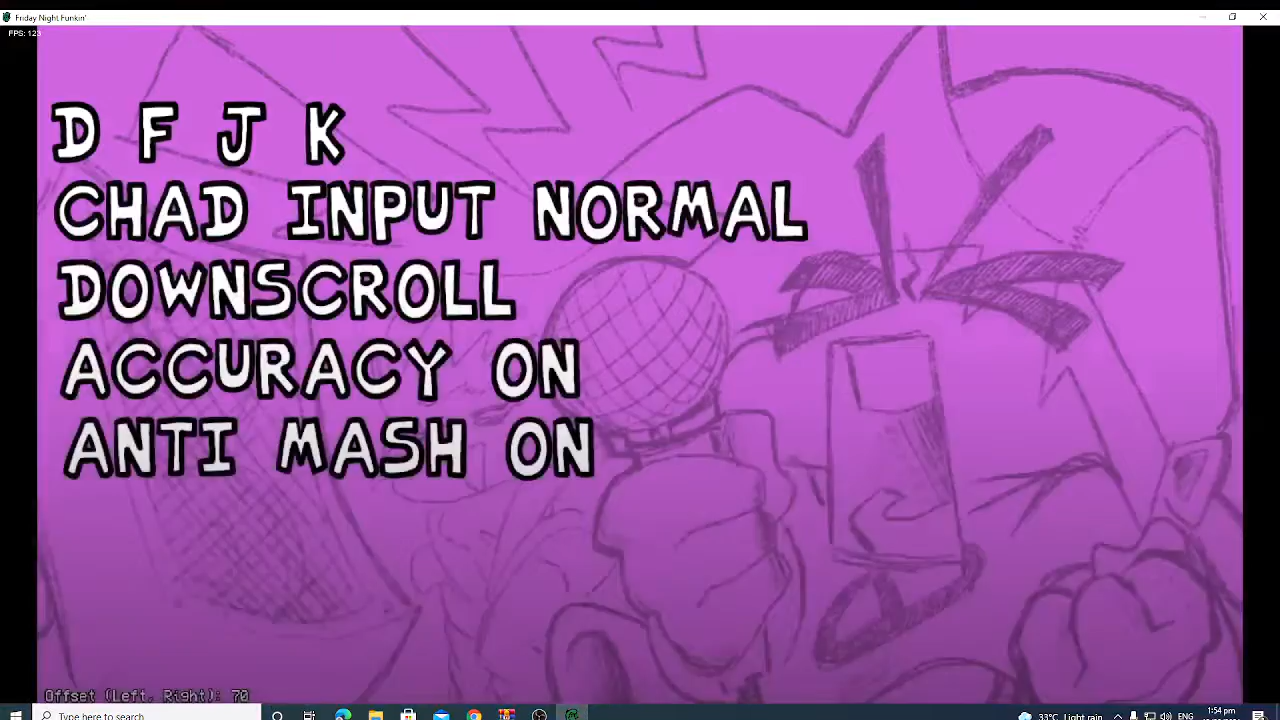 Friday Night Funkin'
FPS: 123
D F J K
CHAD INPUT NORMAL
DOWNSCROLL
ACCURACY ON
ANTI MASH ON
Offset (Left, Right): 70
Type here to search
33°C Light rain
ENG
1:54 pm